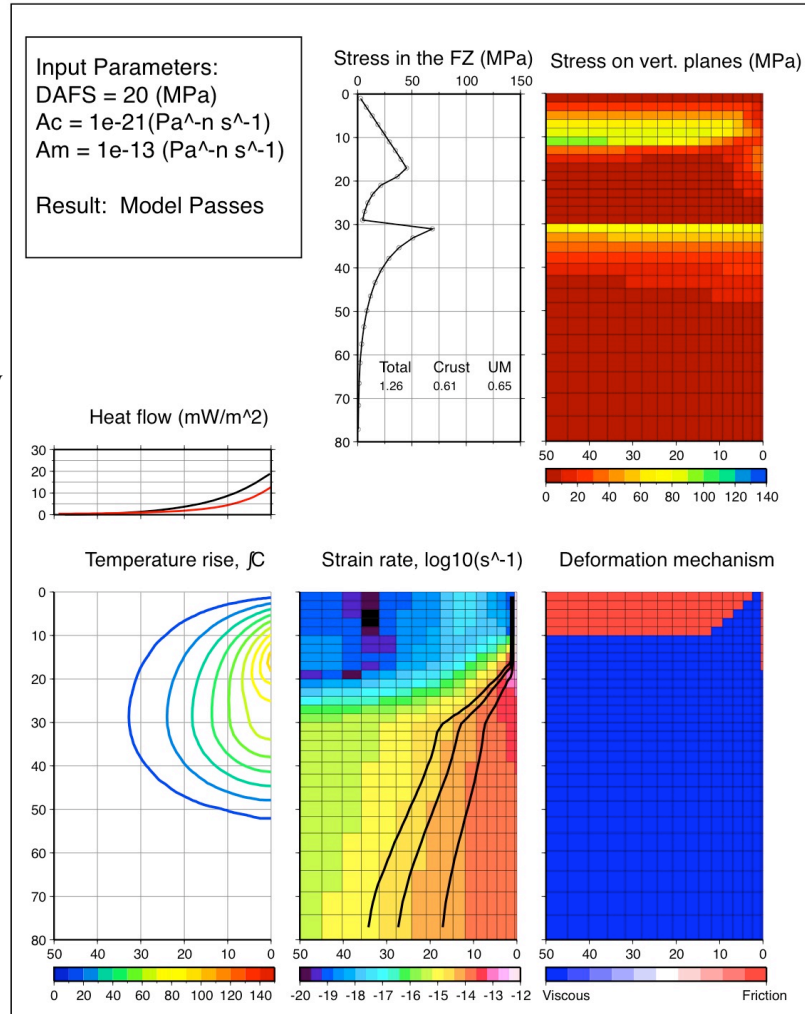 Input Parameters:
DAFS = 20 (MPa)
Ac = 1e-21(Pa^-n s^-1)
Am = 1e-13 (Pa^-n s^-1)
Result: Model Passes
Stress in the FZ (MPa)
0 50 100 150
0
10
20
30
40
50
60
70
80
Total Crust UM
1.26 0.61 0.65
Stress on vert. planes (MPa)
50 40 30 20 10 0
0 20 40 60 80 100 120 140
Heat flow (mW/m^2)
30
20
10
0
Temperature rise, ∫C
0
10
20
30
40
50
60
70
80
50 40 30 20 10 0
0 20 40 60 80 100 120 140
Strain rate, log10(s^-1)
50 40 30 20 10 0
-20 -19 -18 -17 -16 -15 -14 -13 -12
Deformation mechanism
50 40 30 20 10 0
Viscous Friction